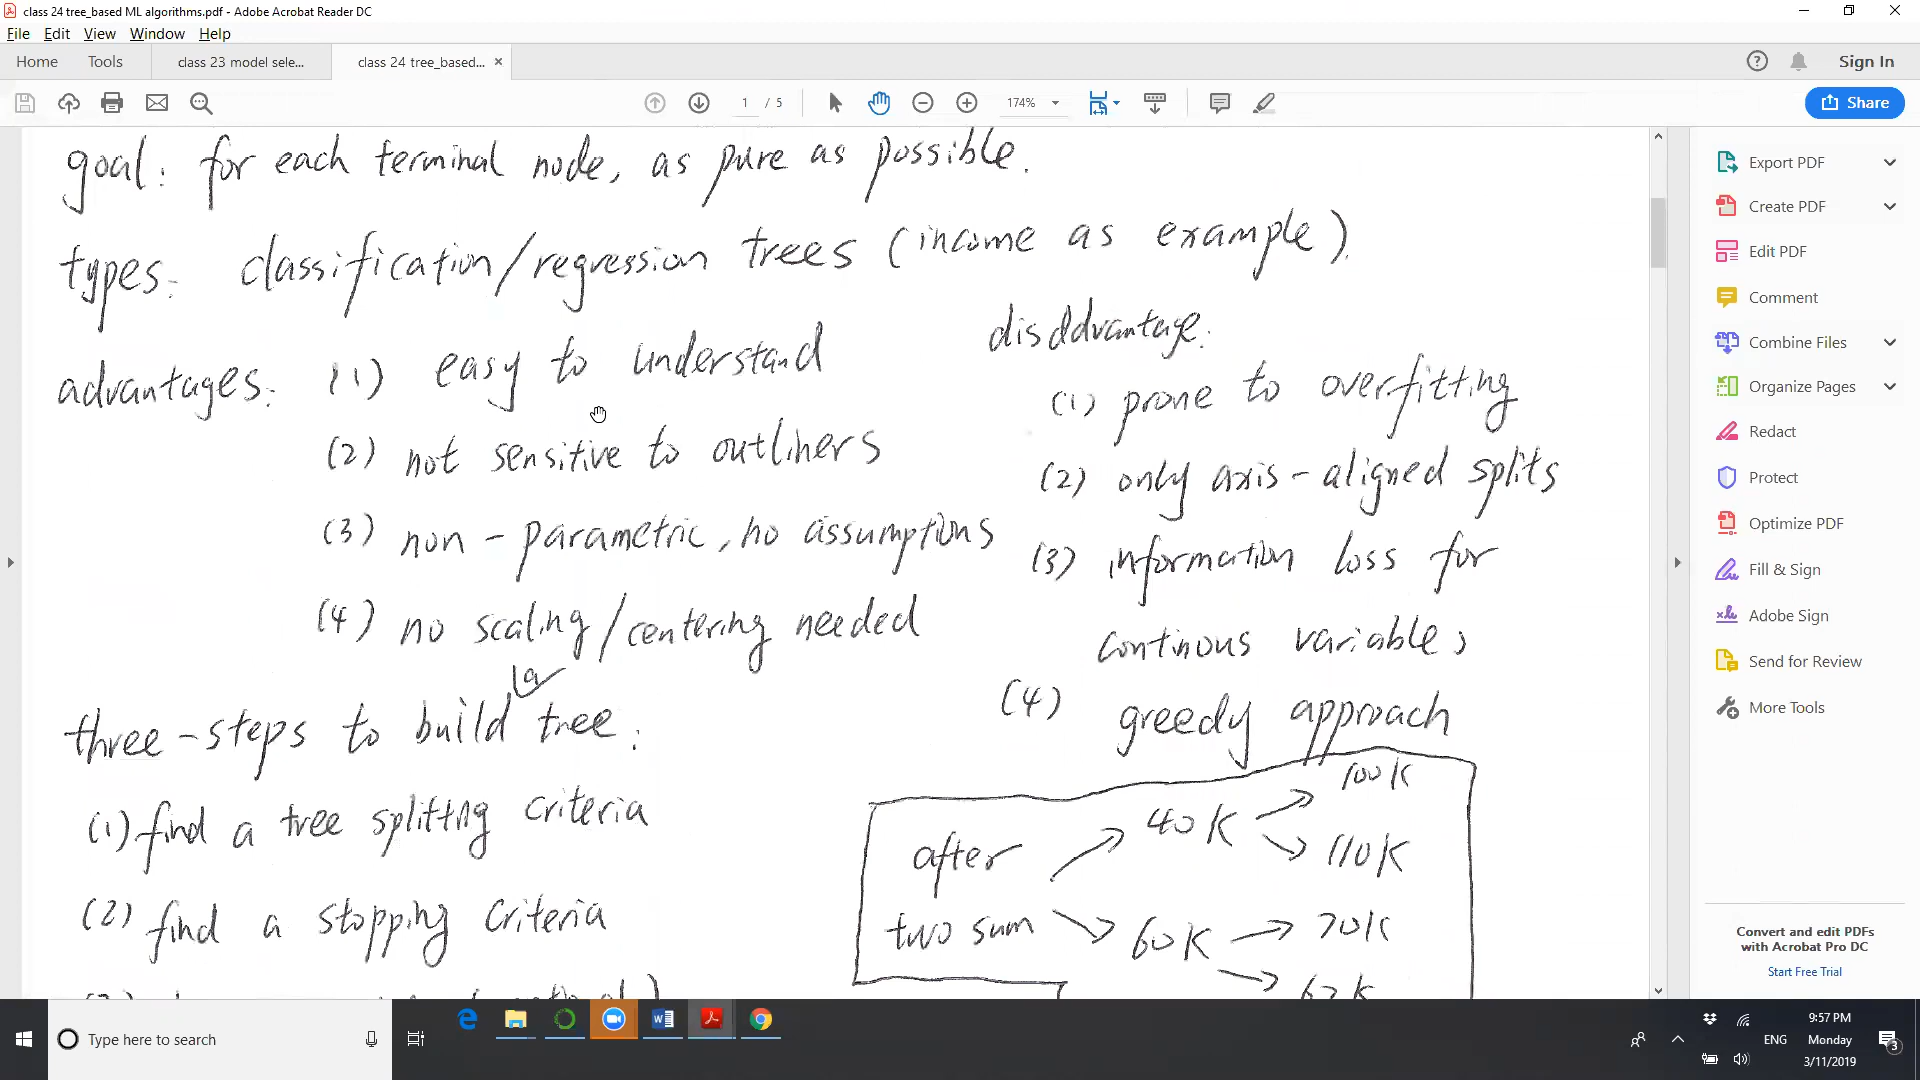 class 24 tree_based ML algorithms.pdf - Adobe Acrobat Reader DC
File Edit View Window Help
Home Tools class 23 model sele... class 24 tree_based... ×
1 / 5 174% Share
? Sign In
goal: for each terminal node, as pure as possible.
types: classification/regression trees (income as example).
advantages: (1) easy to understand
(2) not sensitive to outliners
(3) non-parametric, no assumptions
(4) no scaling/centering needed
disadvantage:
(1) prone to overfitting
(2) only axis-aligned splits
(3) information loss for
continous variables
(4) greedy approach
three-steps to build a tree:
(1) find a tree splitting criteria
(2) find a stopping criteria
after
two sum
40K
100K
110K
60K
70K
Export PDF
Create PDF
Edit PDF
Comment
Combine Files
Organize Pages
Redact
Protect
Optimize PDF
Fill & Sign
Adobe Sign
Send for Review
More Tools
Convert and edit PDFs
with Acrobat Pro DC
Start Free Trial
Type here to search
ENG
9:57 PM
Monday
3/11/2019
3